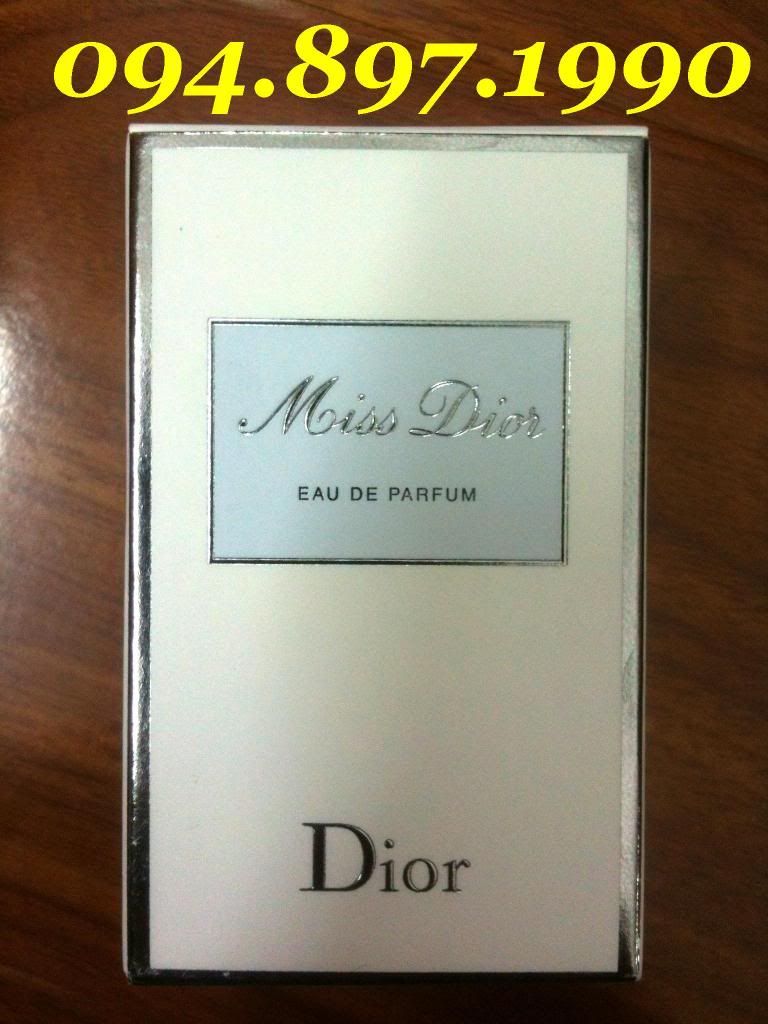 094.897.1990
Miss Dior
EAU DE PARFUM
Dior